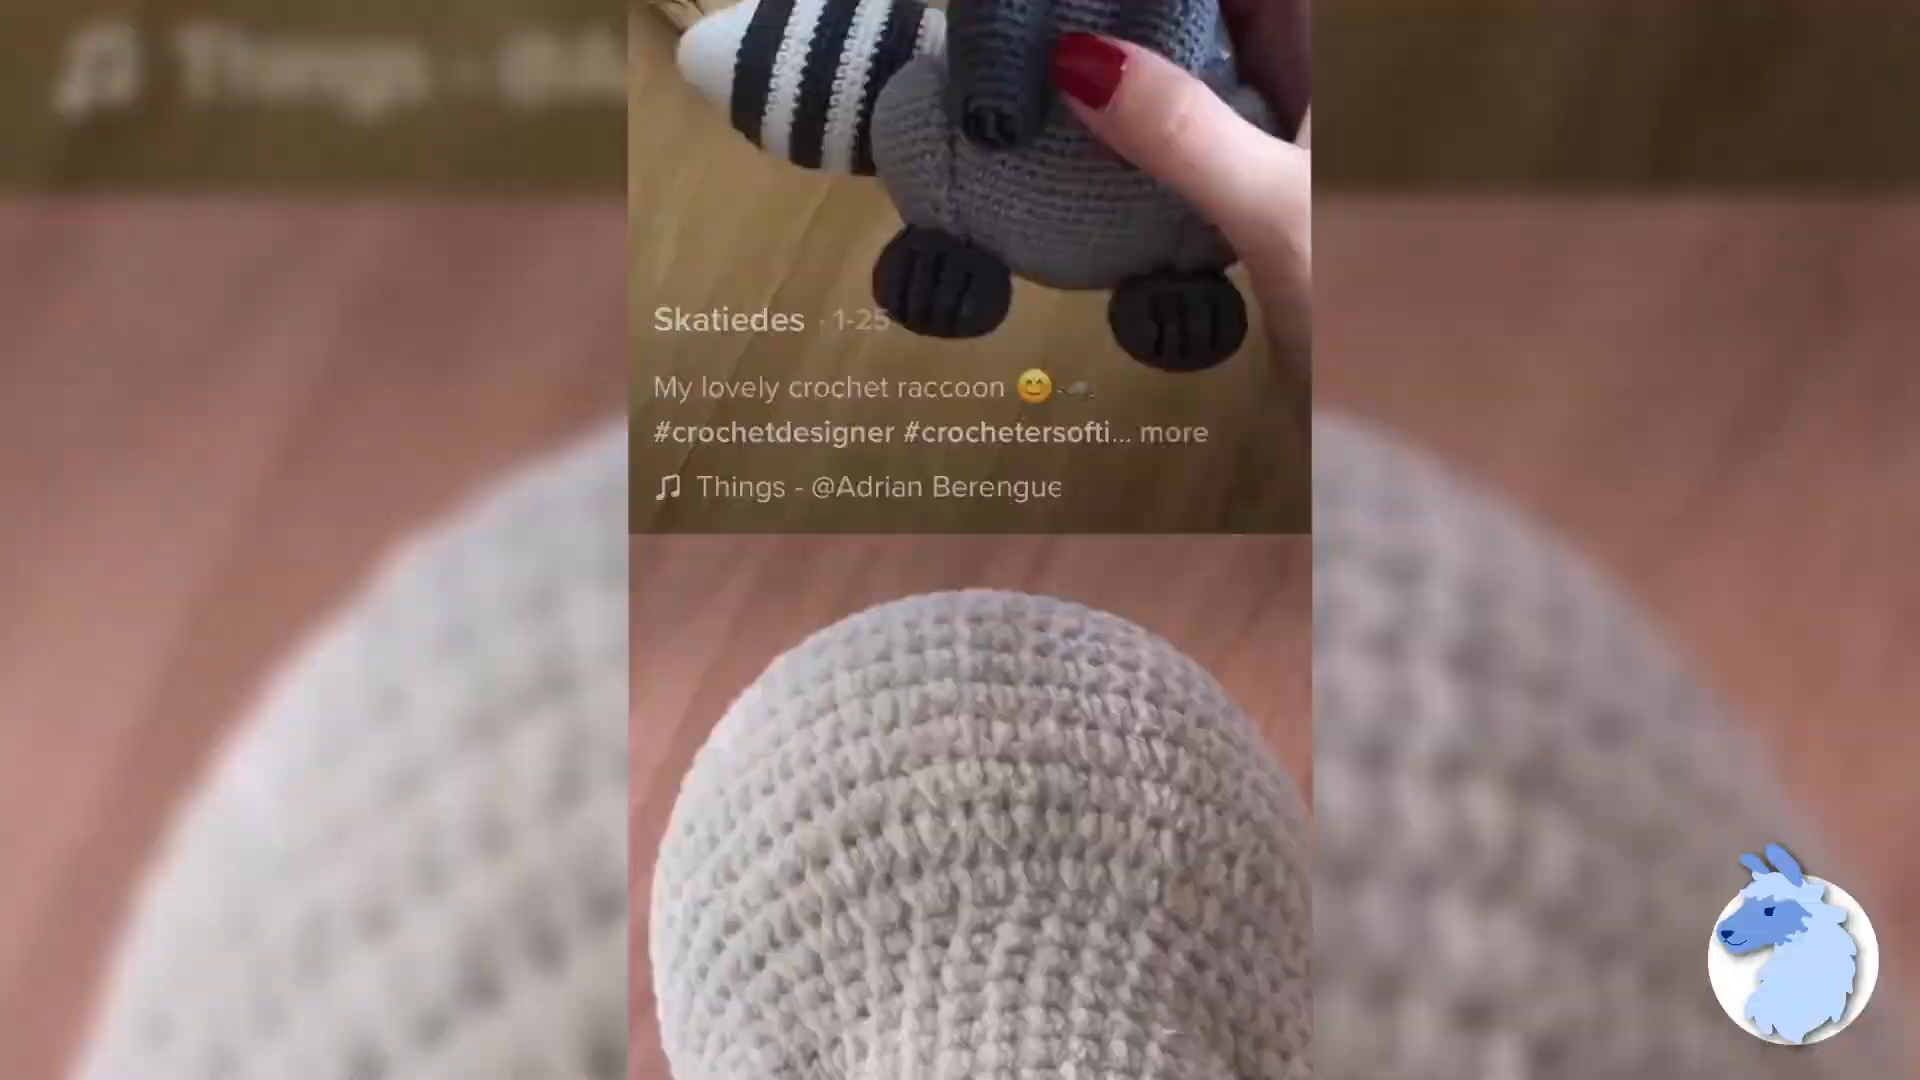 Skatiedes · 1-25
My lovely crochet raccoon 😊🦝
#crochetdesigner #crochetersofti... more
♫ Things - @Adrian Berengue